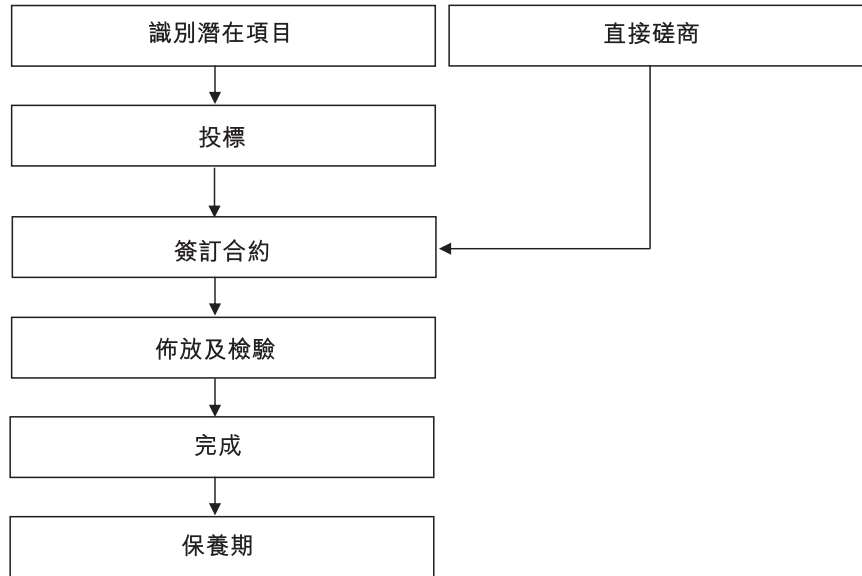 識別潛在項目
直接磋商
投標
簽訂合約
佈放及檢驗
完成
保養期